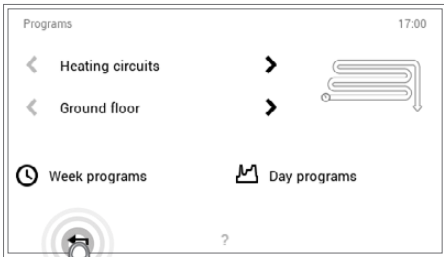 Programs 17:00
Heating circuits
Ground floor
Week programs Day programs
?